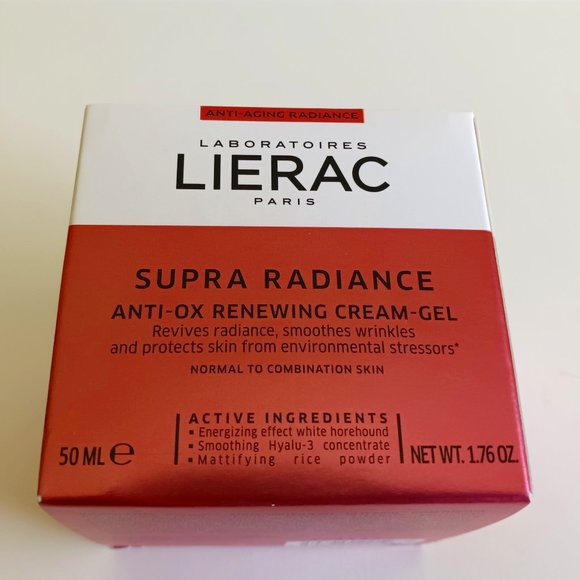 ANTI-AGING RADIANCE
LABORATOIRES
LIERAC
PARIS
SUPRA RADIANCE
ANTI-OX RENEWING CREAM-GEL
Revives radiance, smoothes wrinkles
and protects skin from environmental stressors*
NORMAL TO COMBINATION SKIN
ACTIVE INGREDIENTS
▪ Energizing effect white horehound
▪ Smoothing Hyalu-3 concentrate
▪ Mattifying rice powder
50 ML ℮
NET WT. 1.76 OZ.